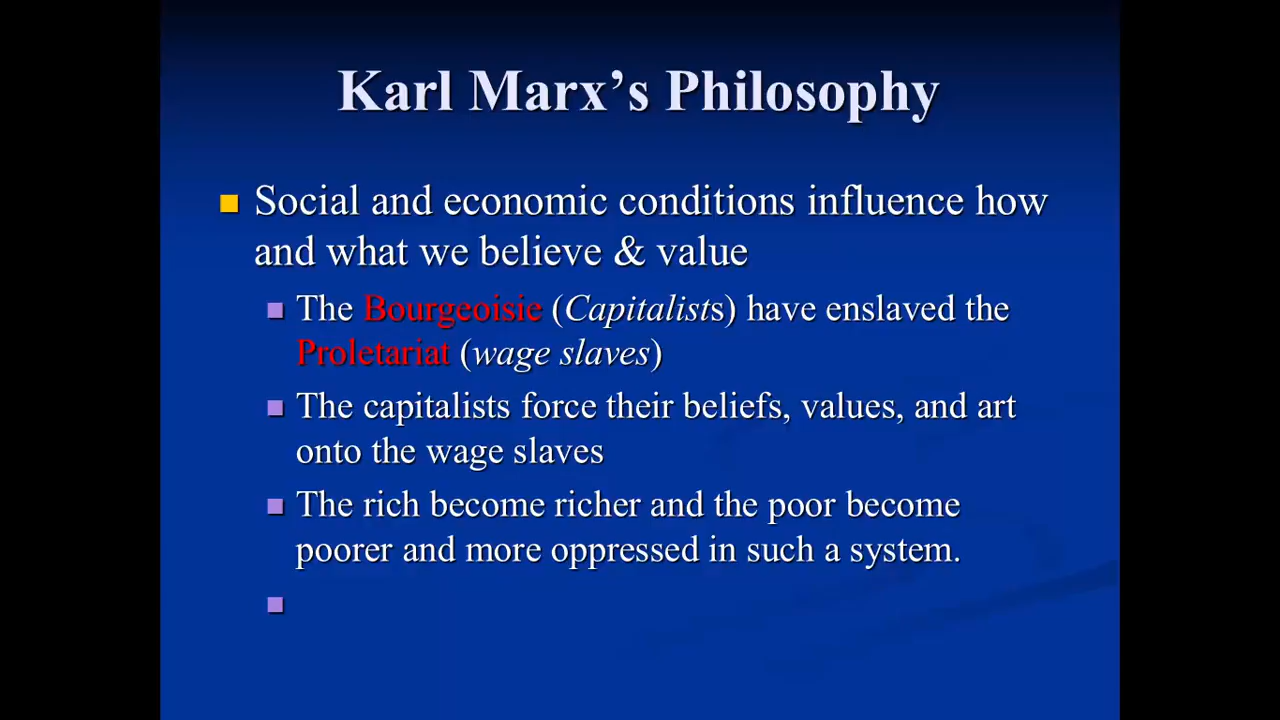 Karl Marx’s Philosophy
Social and economic conditions influence how
and what we believe & value
The Bourgeoisie (Capitalists) have enslaved the
Proletariat (wage slaves)
The capitalists force their beliefs, values, and art
onto the wage slaves
The rich become richer and the poor become
poorer and more oppressed in such a system.